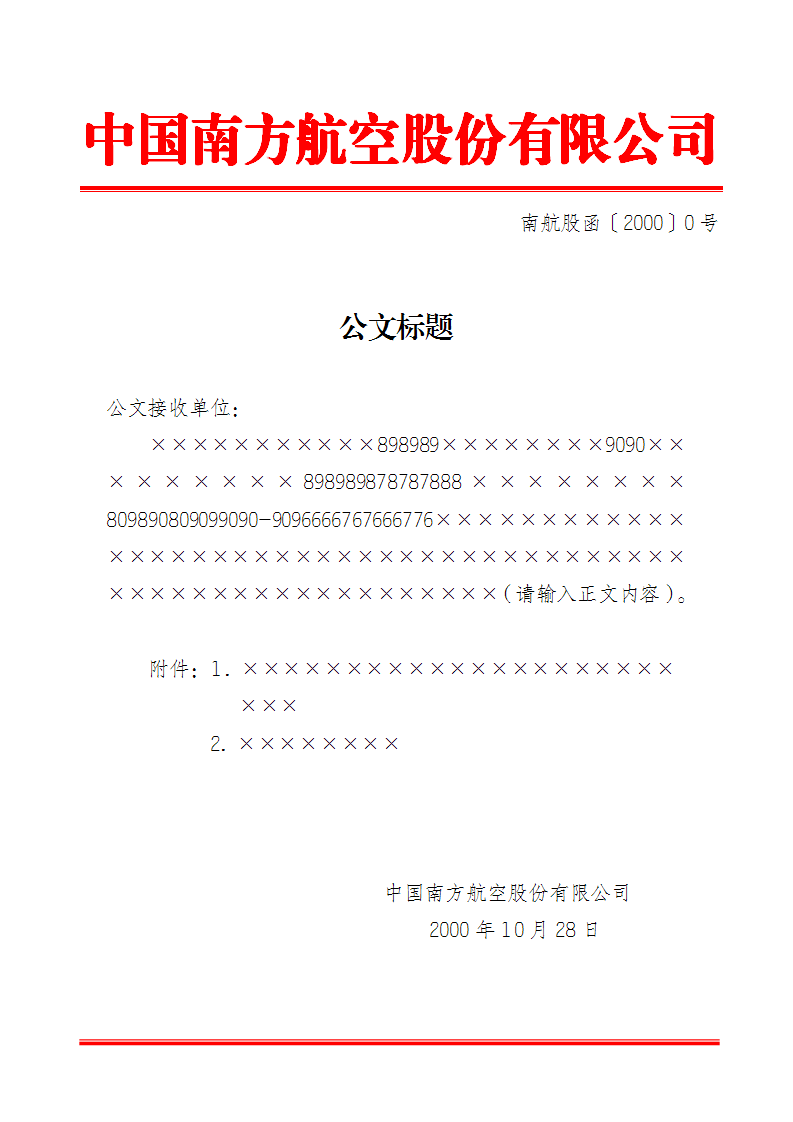 中国南方航空股份有限公司
南航股函〔2000〕0号
公文标题
公文接收单位：
×××××××××××898989××××××××9090××
×××××××898989878787888××××××××
809890809099090-9096666767666776××××××××××××
××××××××××××××××××××××××××××
×××××××××××××××××××（请输入正文内容）。
附件：1.×××××××××××××××××××××
×××
2.××××××××
中国南方航空股份有限公司
2000年10月28日